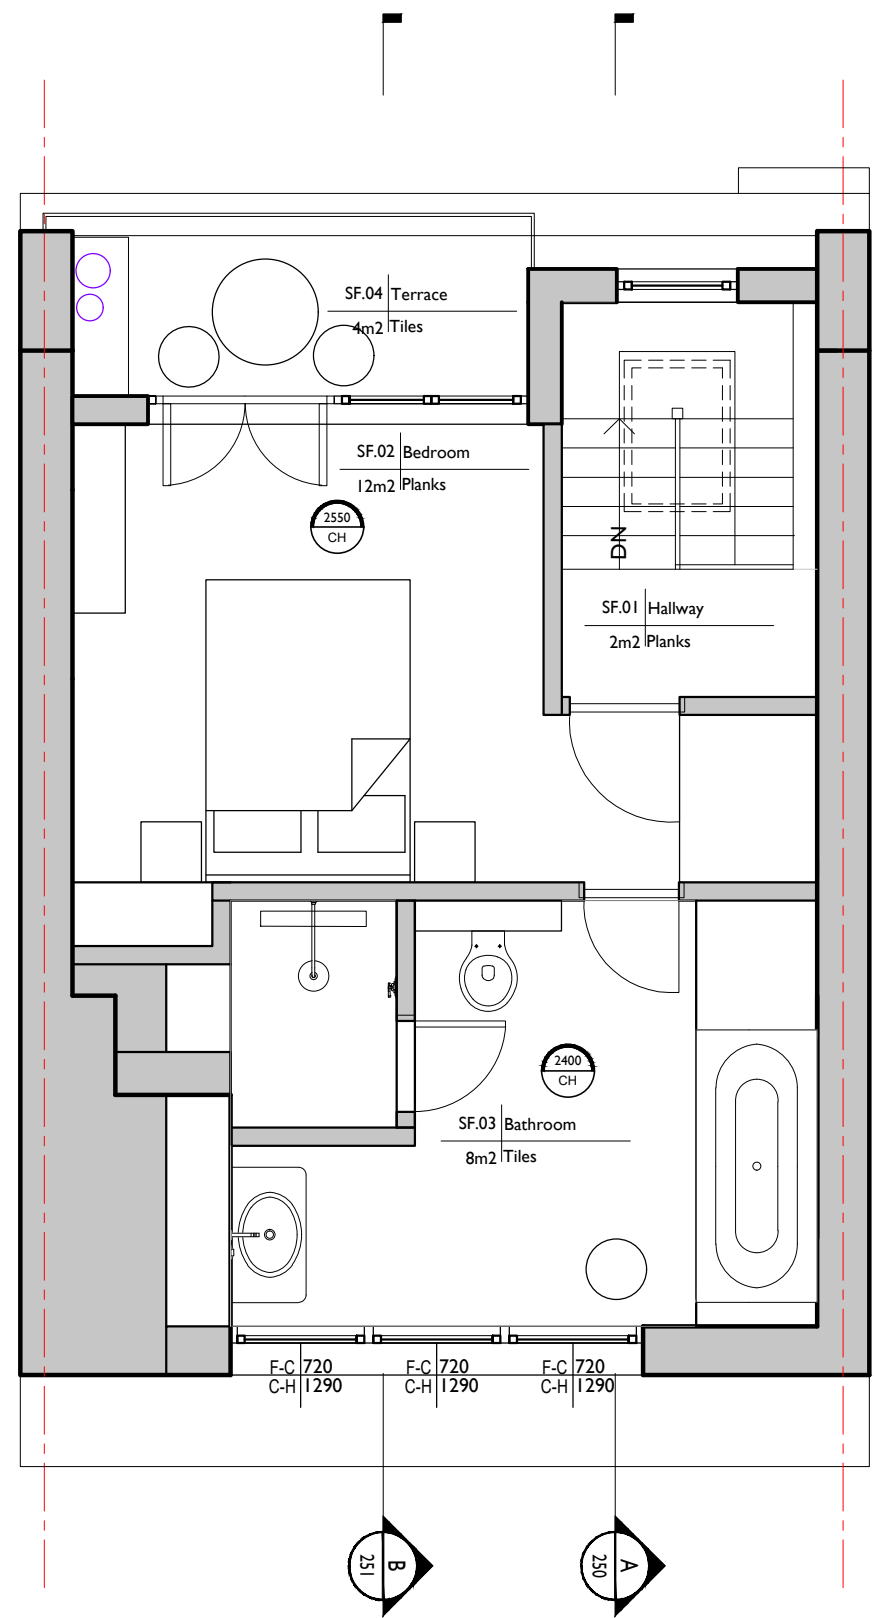 SF.04 Terrace
4m2 Tiles
SF.02 Bedroom
12m2 Planks
2550
CH
DN
SF.01 Hallway
2m2 Planks
2400
CH
SF.03 Bathroom
8m2 Tiles
F-C 720
C-H 1290
F-C 720
C-H 1290
F-C 720
C-H 1290
B
251
A
250